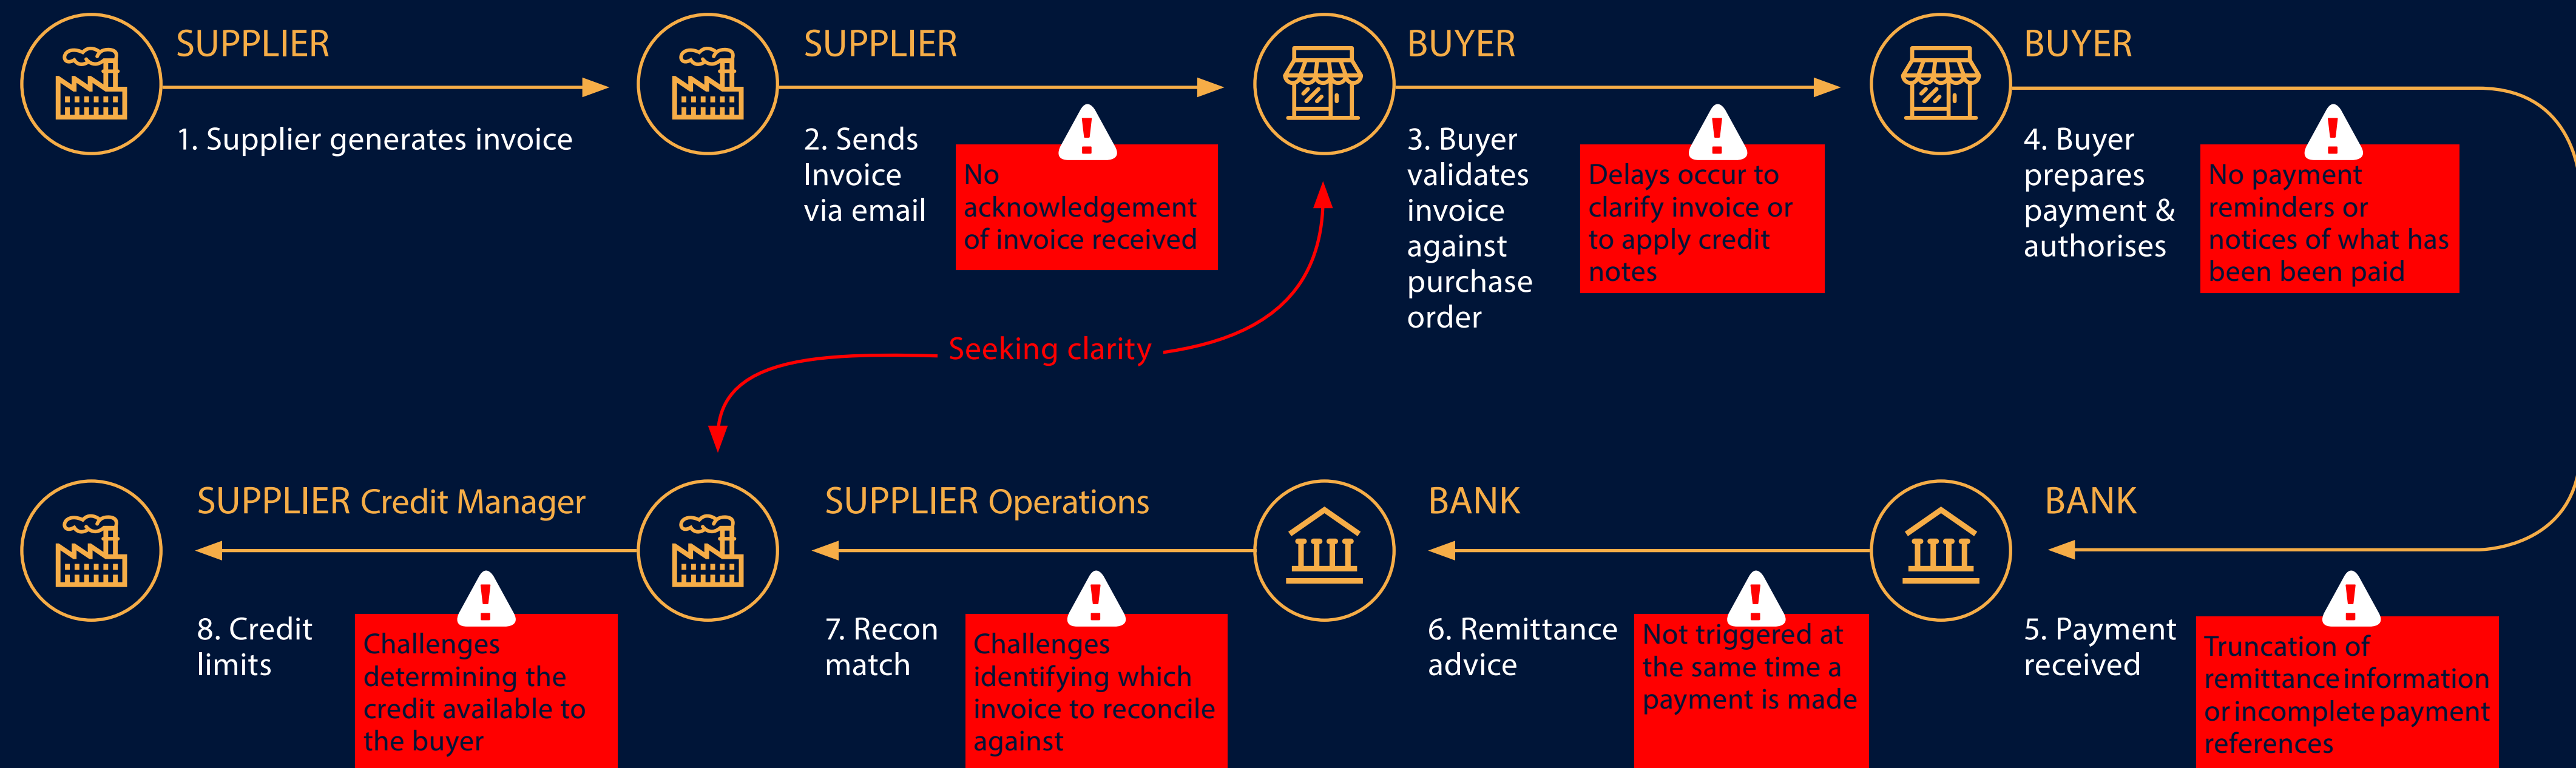 SUPPLIER
1. Supplier generates invoice
SUPPLIER
2. Sends
Invoice
via email
!
No
acknowledgement
of invoice received
BUYER
3. Buyer
validates
invoice
against
purchase
order
!
Delays occur to
clarify invoice or
to apply credit
notes
BUYER
4. Buyer
prepares
payment &
authorises
!
No payment
reminders or
notices of what has
been been paid
Seeking clarity
SUPPLIER Credit Manager
8. Credit
limits
!
Challenges
determining the
credit available to
the buyer
SUPPLIER Operations
7. Recon
match
!
Challenges
identifying which
invoice to reconcile
against
BANK
6. Remittance
advice
!
Not triggered at
the same time a
payment is made
BANK
5. Payment
received
!
Truncation of
remittance information
or incomplete payment
references